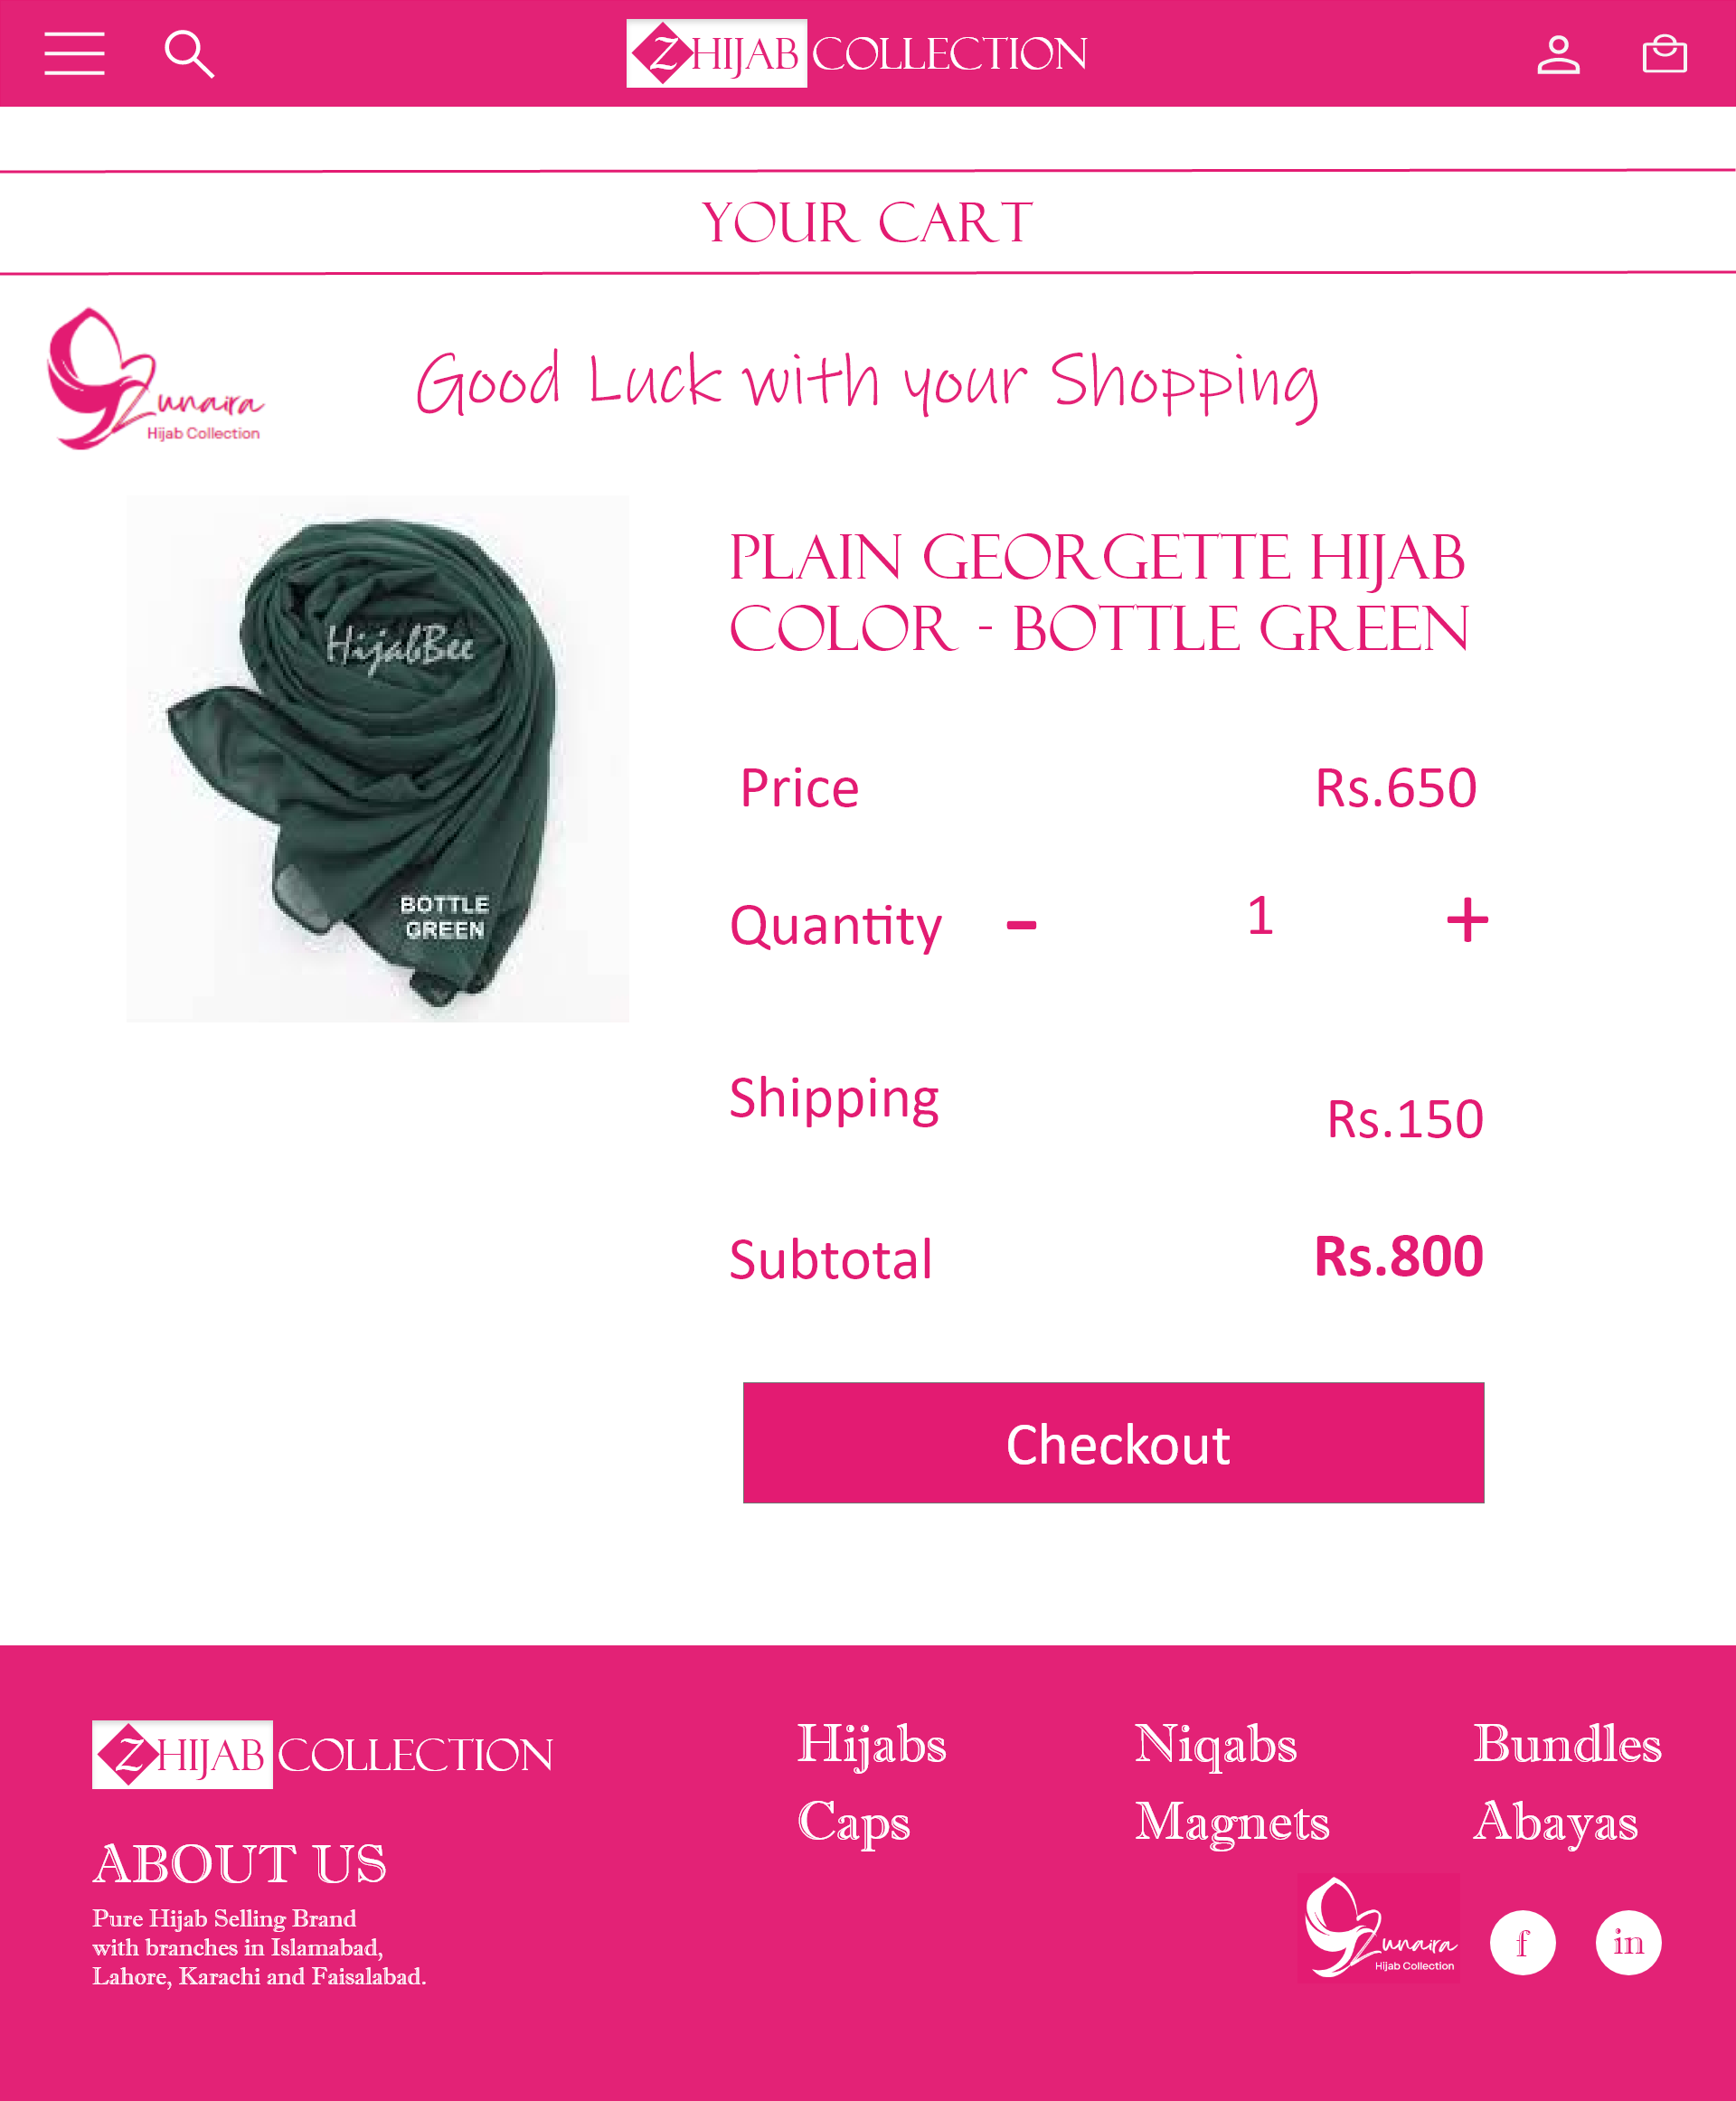 Z HIJAB COLLECTION
YOUR CART
Zunaira
Hijab Collection
Good Luck with your Shopping
HijabBee
BOTTLE
GREEN
PLAIN GEORGETTE HIJAB
COLOR - BOTTLE GREEN
Price Rs.650
Quantity - 1 +
Shipping Rs.150
Subtotal Rs.800
Checkout
Z HIJAB COLLECTION
ABOUT US
Pure Hijab Selling Brand
with branches in Islamabad,
Lahore, Karachi and Faisalabad.
Hijabs Niqabs Bundles
Caps Magnets Abayas
Zunaira
Hijab Collection
f in